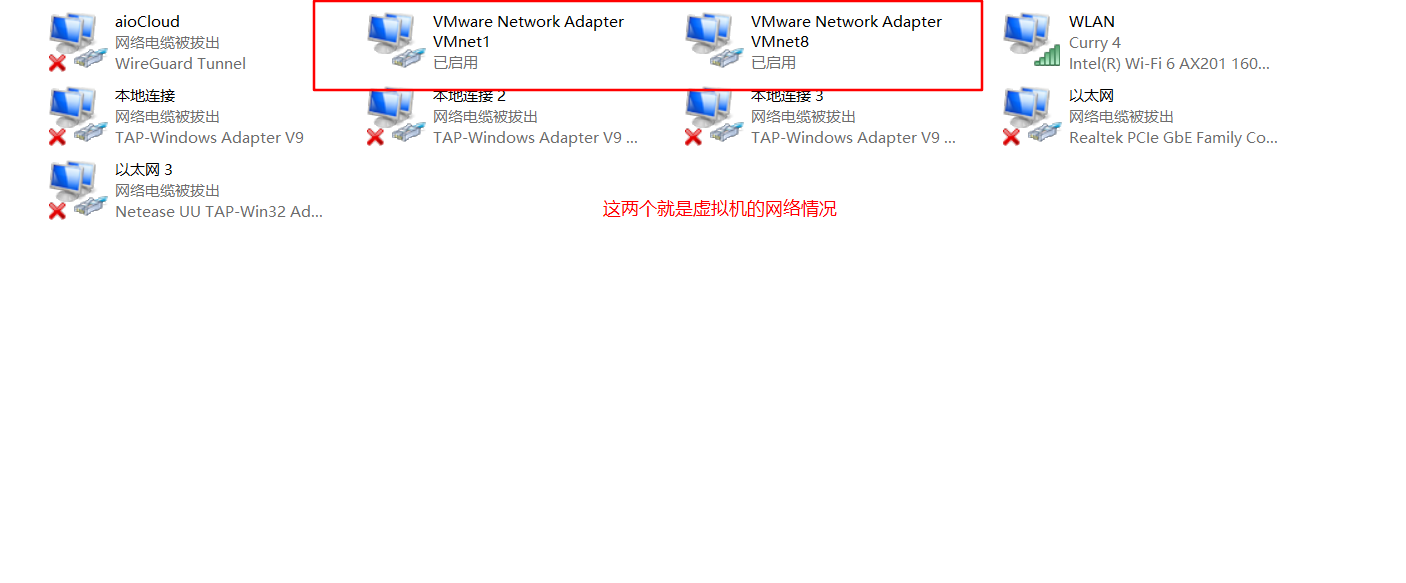 aioCloud
网络电缆被拔出
WireGuard Tunnel
VMware Network Adapter
VMnet1
已启用
VMware Network Adapter
VMnet8
已启用
WLAN
Curry 4
Intel(R) Wi-Fi 6 AX201 160...
本地连接
网络电缆被拔出
TAP-Windows Adapter V9
本地连接 2
网络电缆被拔出
TAP-Windows Adapter V9 ...
本地连接 3
网络电缆被拔出
TAP-Windows Adapter V9 ...
以太网
网络电缆被拔出
Realtek PCIe GbE Family Co...
以太网 3
网络电缆被拔出
Netease UU TAP-Win32 Ad...
这两个就是虚拟机的网络情况